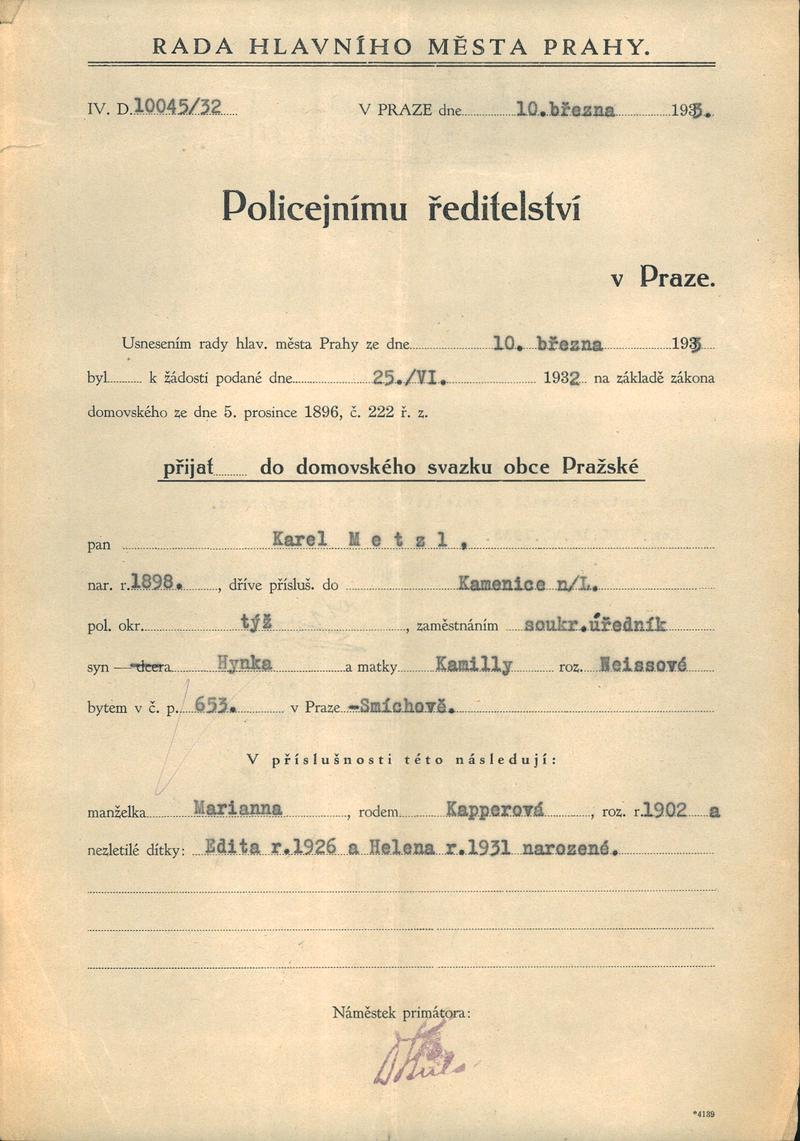 RADA HLAVNÍHO MĚSTA PRAHY.
IV. D. 10045/32 V PRAZE dne 10. března 193
Policejnímu ředitelství
v Praze.
Usnesením rady hlav. města Prahy ze dne 10. března 193
byl k žádosti podané dne 25./VI. 1932 na základě zákona
domovského ze dne 5. prosince 1896, č. 222 ř. z.
přijat do domovského svazku obce Pražské
pan Karel Metzl,
nar. r. 1898., dříve přísluš. do Kamenice n/L.
pol. okr. týž, zaměstnáním soukr.úředník
syn — dcera Hynka a matky Kamilly roz. Weissové
bytem v č. p. 653. v Praze -Smíchově.
V příslušnosti této následují:
manželka Marianna, rodem Kapperová, roz. r. 1902 a
nezletilé dítky: Edita r.1926 a Helena r.1931 narozené.
Náměstek primátora:
*4139